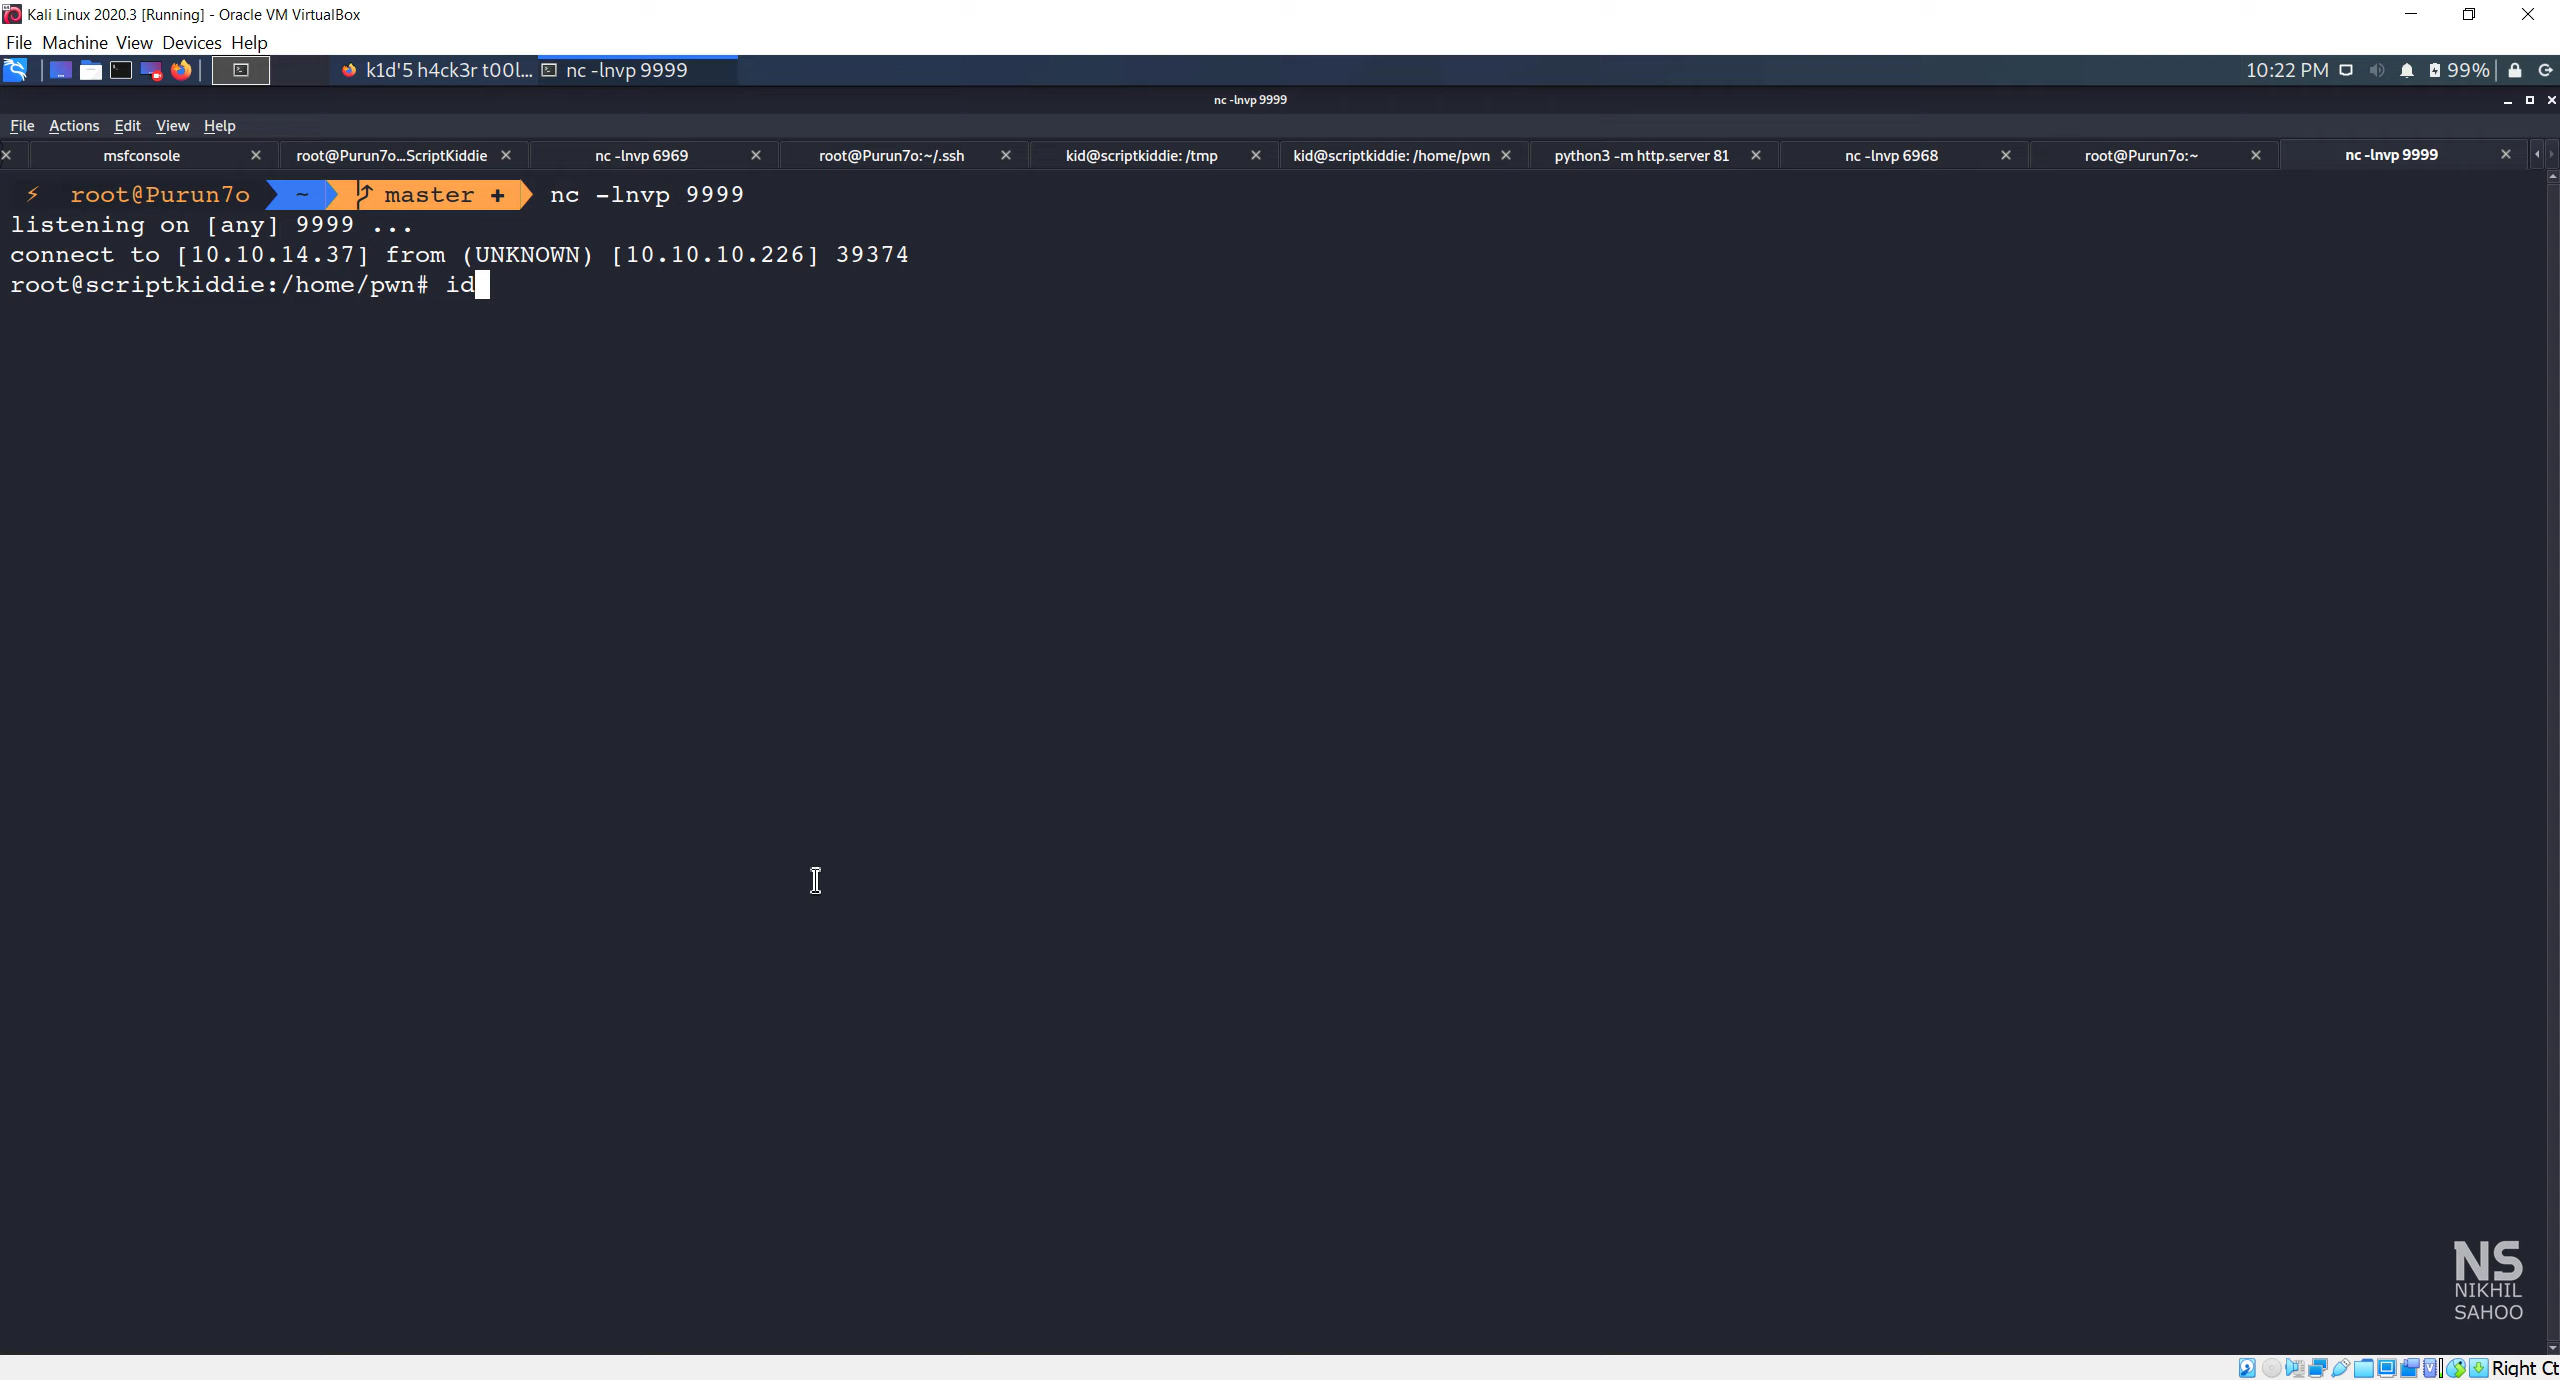 Kali Linux 2020.3 [Running] - Oracle VM VirtualBox
File Machine View Devices Help
k1d'5 h4ck3r t00l... nc -lnvp 9999 10:22 PM 99%
nc -lnvp 9999
File Actions Edit View Help
msfconsole root@Purun7o...ScriptKiddie nc -lnvp 6969 root@Purun7o:~/.ssh kid@scriptkiddie: /tmp kid@scriptkiddie: /home/pwn python3 -m http.server 81 nc -lnvp 6968 root@Purun7o:~ nc -lnvp 9999
⚡ root@Purun7o ~ master + nc -lnvp 9999
listening on [any] 9999 ...
connect to [10.10.14.37] from (UNKNOWN) [10.10.10.226] 39374
root@scriptkiddie:/home/pwn# id
NS
NIKHIL
SAHOO
Right Ct